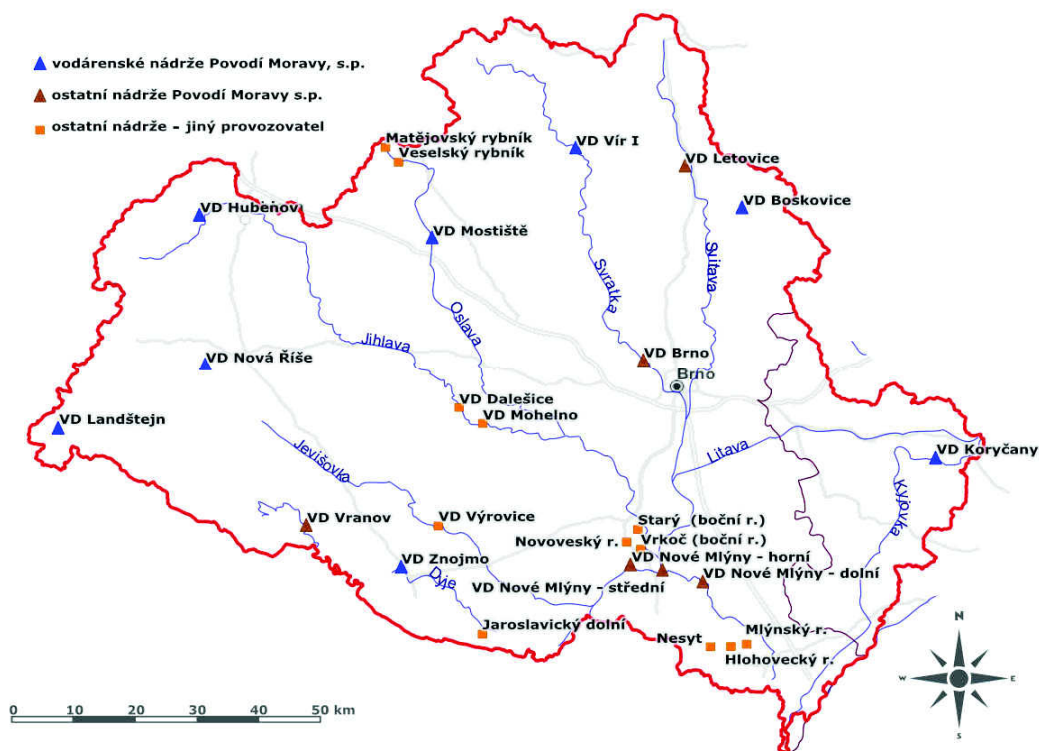 vodárenské nádrže Povodí Moravy, s.p.
ostatní nádrže Povodí Moravy s.p.
ostatní nádrže – jiný provozovatel
Matějovský rybník
Veselský rybník
VD Vír I
VD Letovice
VD Hubenov
VD Boskovice
VD Mostiště
Svratka
Svitava
Oslava
Jihlava
VD Nová Říše
VD Brno
Brno
VD Dalešice
VD Mohelno
VD Landštejn
Jevišovka
Litava
VD Koryčany
Kyjovka
VD Vranov
VD Výrovice
Starý (boční r.)
Novoveský r.
Vrkoč (boční r.)
VD Nové Mlýny - horní
VD Znojmo
Dyje
VD Nové Mlýny - střední
VD Nové Mlýny - dolní
Jaroslavický dolní
Nesyt
Mlýnský r.
Hlohovecký r.
N
W
E
S
0 10 20 30 40 50 km